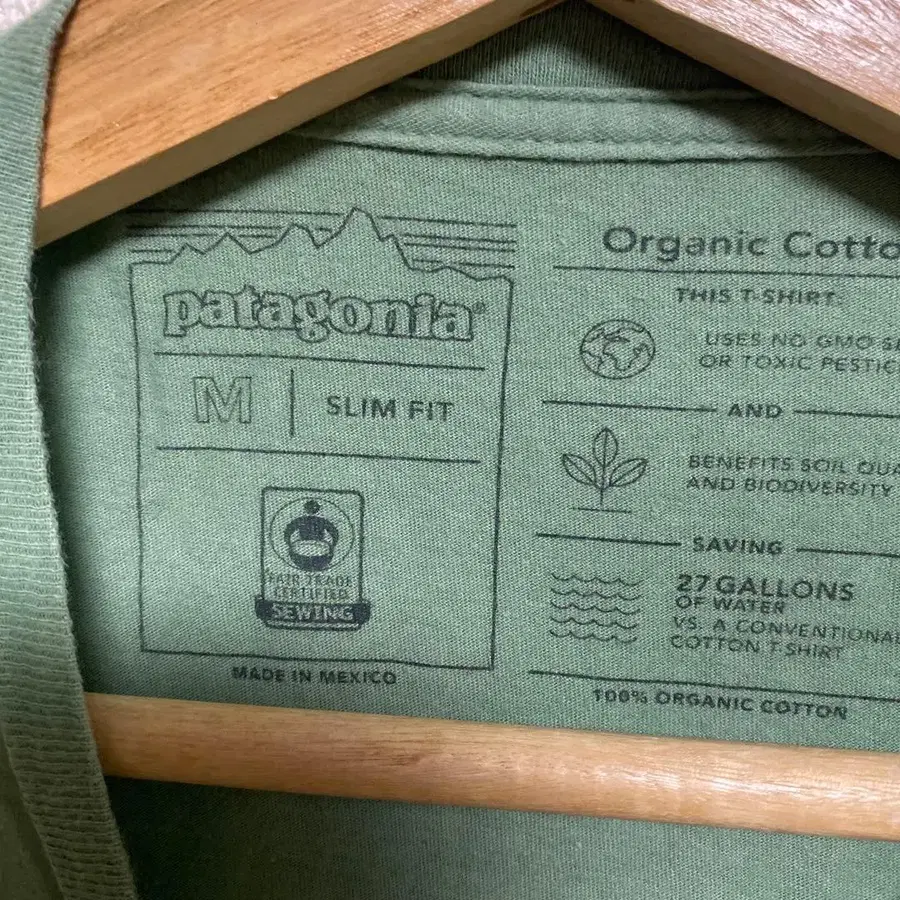 patagonia®
M | SLIM FIT
FAIR TRADE
CERTIFIED
SEWING
MADE IN MEXICO
Organic Cotto
THIS T-SHIRT
USES NO GMO
OR TOXIC PESTIC
AND
BENEFITS SOIL QUA
AND BIODIVERSITY
SAVING
27 GALLONS
OF WATER
VS. A CONVENTIONAL
COTTON T-SHIRT
100% ORGANIC COTTON